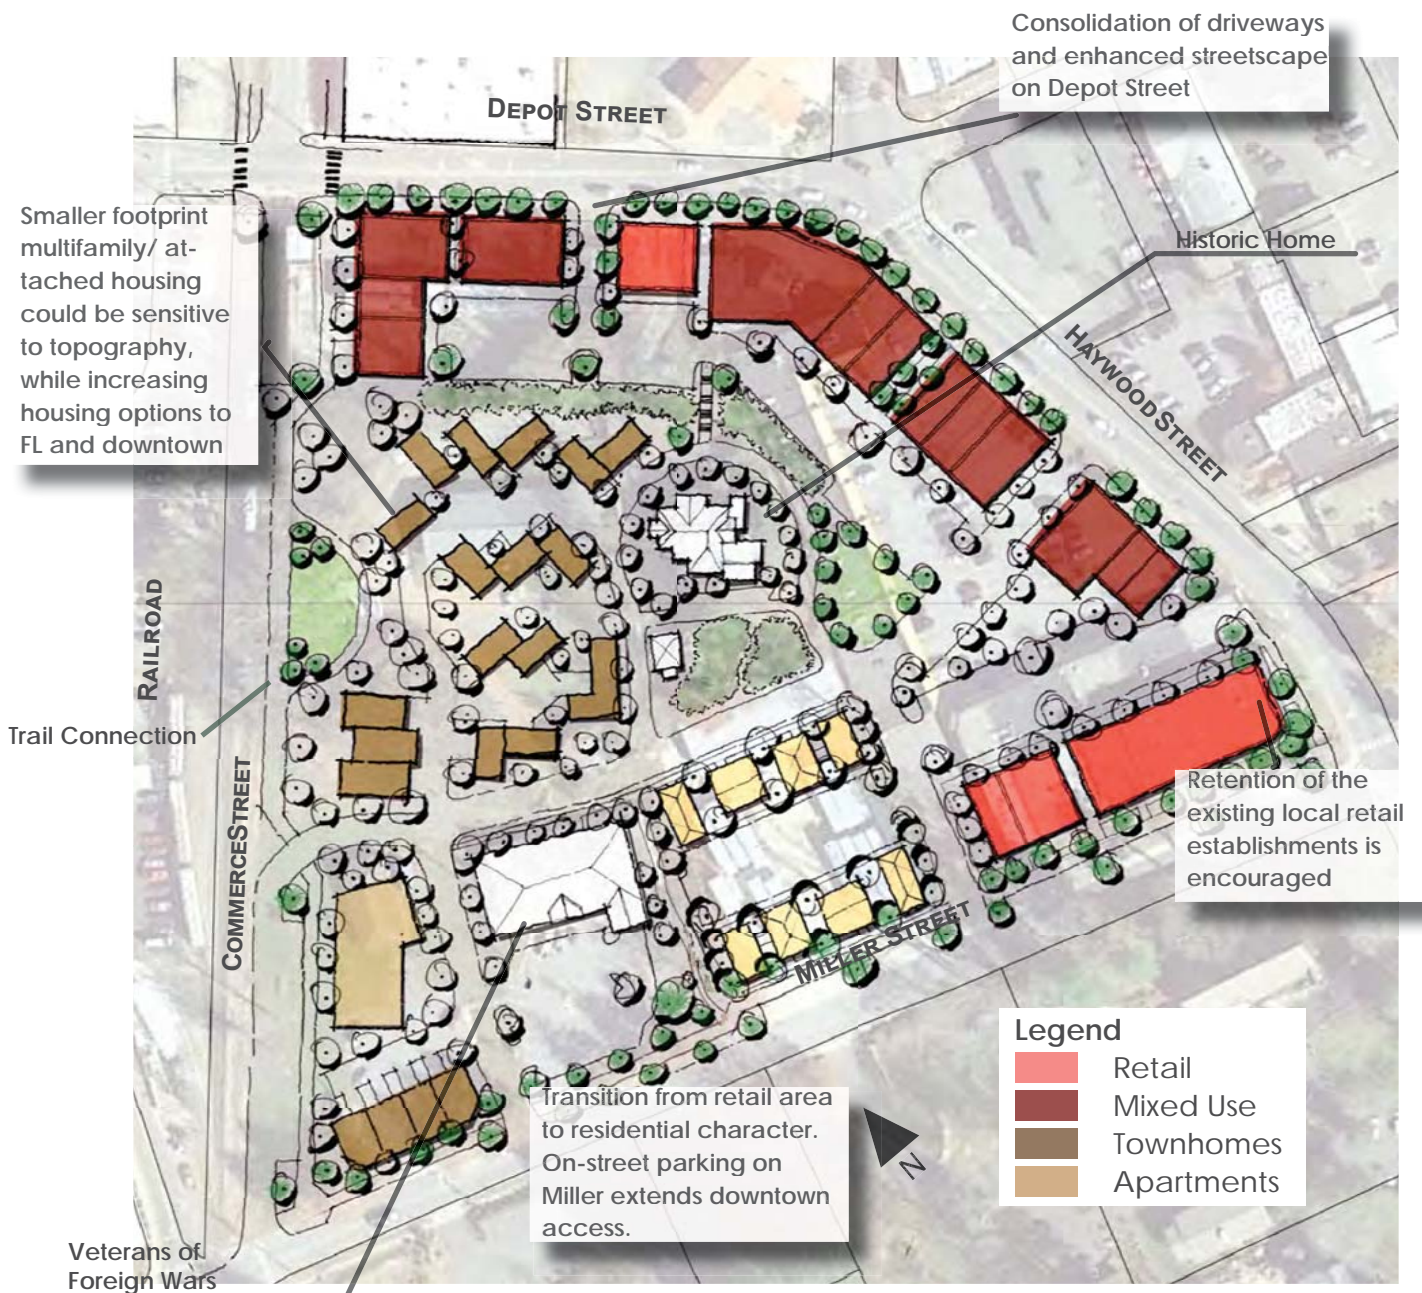 Consolidation of driveways
and enhanced streetscape
on Depot Street
DEPOT STREET
Smaller footprint
multifamily/ at-
tached housing
could be sensitive
to topography,
while increasing
housing options to
FL and downtown
Historic Home
HAYWOOD STREET
RAILROAD
Trail Connection
COMMERCE STREET
Retention of the
existing local retail
establishments is
encouraged
MILLER STREET
Legend
Retail
Mixed Use
Townhomes
Apartments
Transition from retail area
to residential character.
On-street parking on
Miller extends downtown
access.
N
Veterans of
Foreign Wars